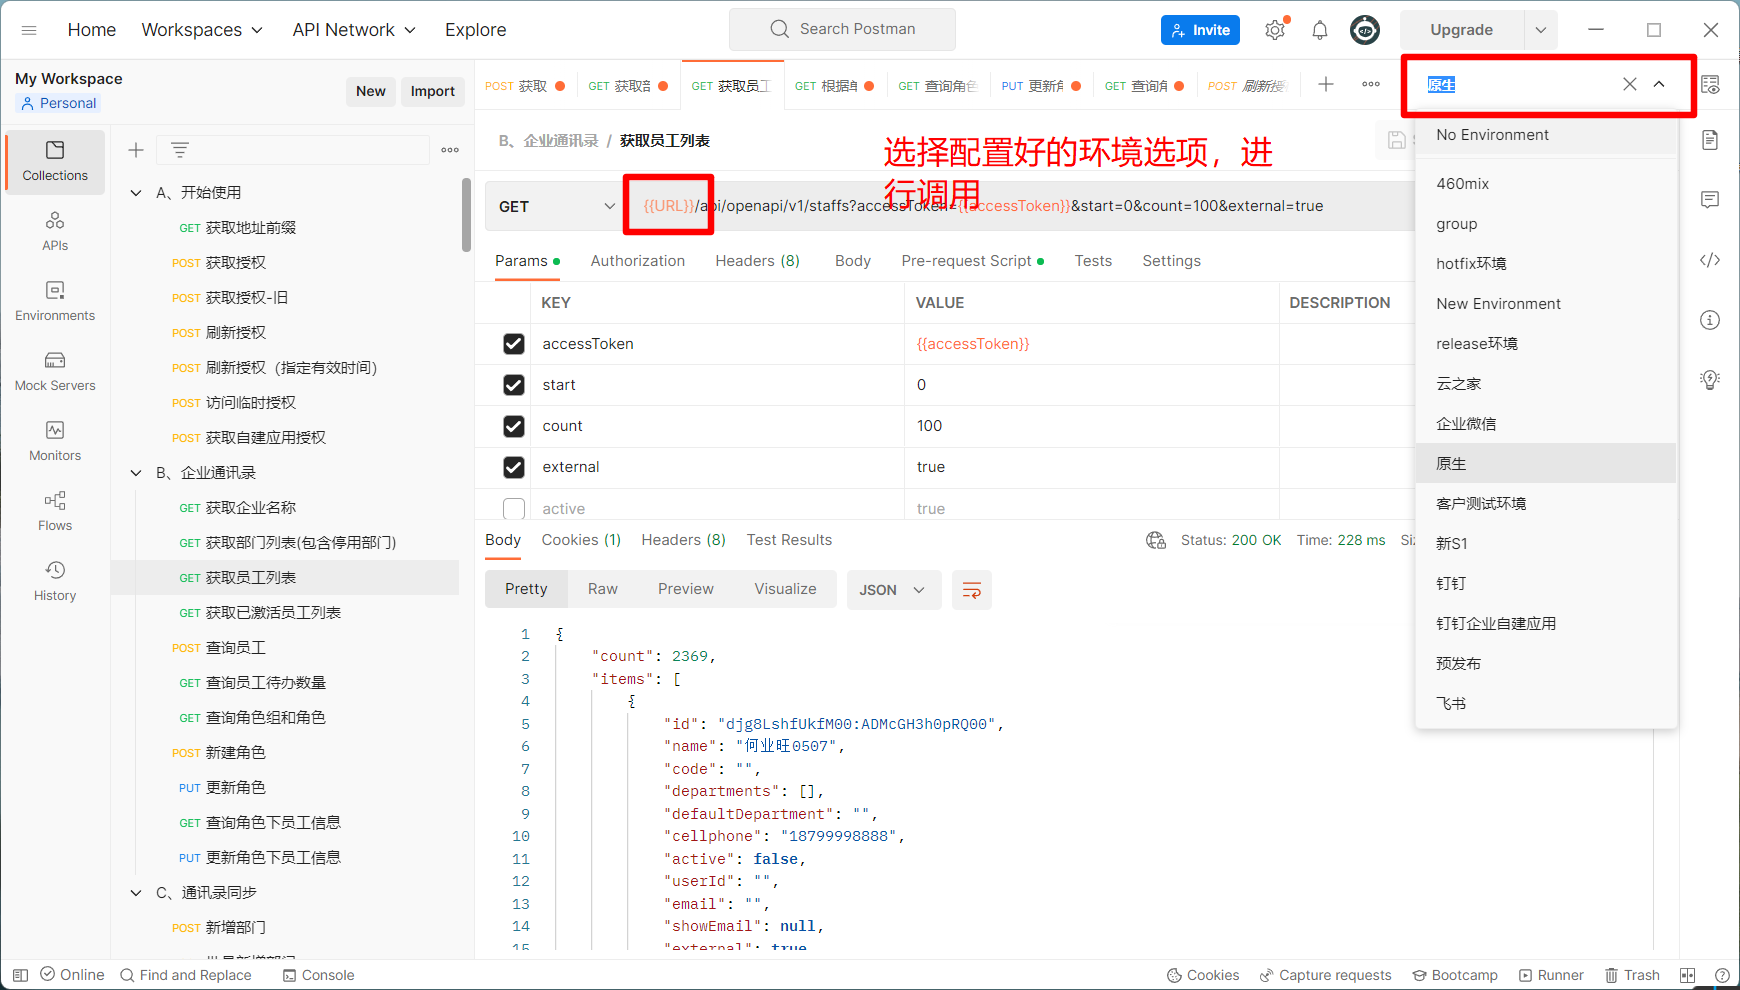 Home Workspaces API Network Explore Search Postman Invite Upgrade
My Workspace
Personal
New Import
POST 获取 GET 获取部 GET 获取员工 GET 根据单 GET 查询角色 PUT 更新角 GET 查询角 POST 刷新授
原生
Collections
APIs
Environments
Mock Servers
Monitors
Flows
History
A、开始使用
GET 获取地址前缀
POST 获取授权
POST 获取授权-旧
POST 刷新授权
POST 刷新授权（指定有效时间）
POST 访问临时授权
POST 获取自建应用授权
B、企业通讯录
GET 获取企业名称
GET 获取部门列表(包含停用部门)
GET 获取员工列表
GET 获取已激活员工列表
POST 查询员工
GET 查询员工待办数量
GET 查询角色组和角色
POST 新建角色
PUT 更新角色
GET 查询角色下员工信息
PUT 更新角色下员工信息
C、通讯录同步
POST 新增部门
B、企业通讯录 / 获取员工列表
选择配置好的环境选项，进
行调用
GET {{URL}}/api/openapi/v1/staffs?accessToken={{accessToken}}&start=0&count=100&external=true
Params Authorization Headers (8) Body Pre-request Script Tests Settings
KEY VALUE DESCRIPTION
accessToken {{accessToken}}
start 0
count 100
external true
active true
Body Cookies (1) Headers (8) Test Results Status: 200 OK Time: 228 ms
Pretty Raw Preview Visualize JSON
1 {
2 "count": 2369,
3 "items": [
4 {
5 "id": "djg8LshfUkfM00:ADMcGH3h0pRQ00",
6 "name": "何业旺0507",
7 "code": "",
8 "departments": [],
9 "defaultDepartment": "",
10 "cellphone": "18799998888",
11 "active": false,
12 "userId": "",
13 "email": "",
14 "showEmail": null,
15 "external": true
No Environment
460mix
group
hotfix环境
New Environment
release环境
云之家
企业微信
原生
客户测试环境
新S1
钉钉
钉钉企业自建应用
预发布
飞书
Online Find and Replace Console Cookies Capture requests Bootcamp Runner Trash